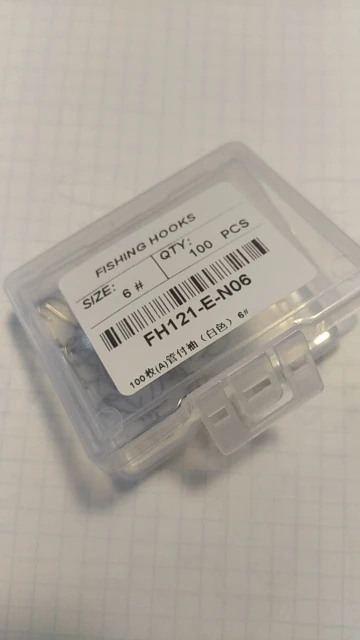 FISHING HOOKS
SIZE: 6 # QTY: 100 PCS
FH121-E-N06
100枚(A)管付袖（白色）6#